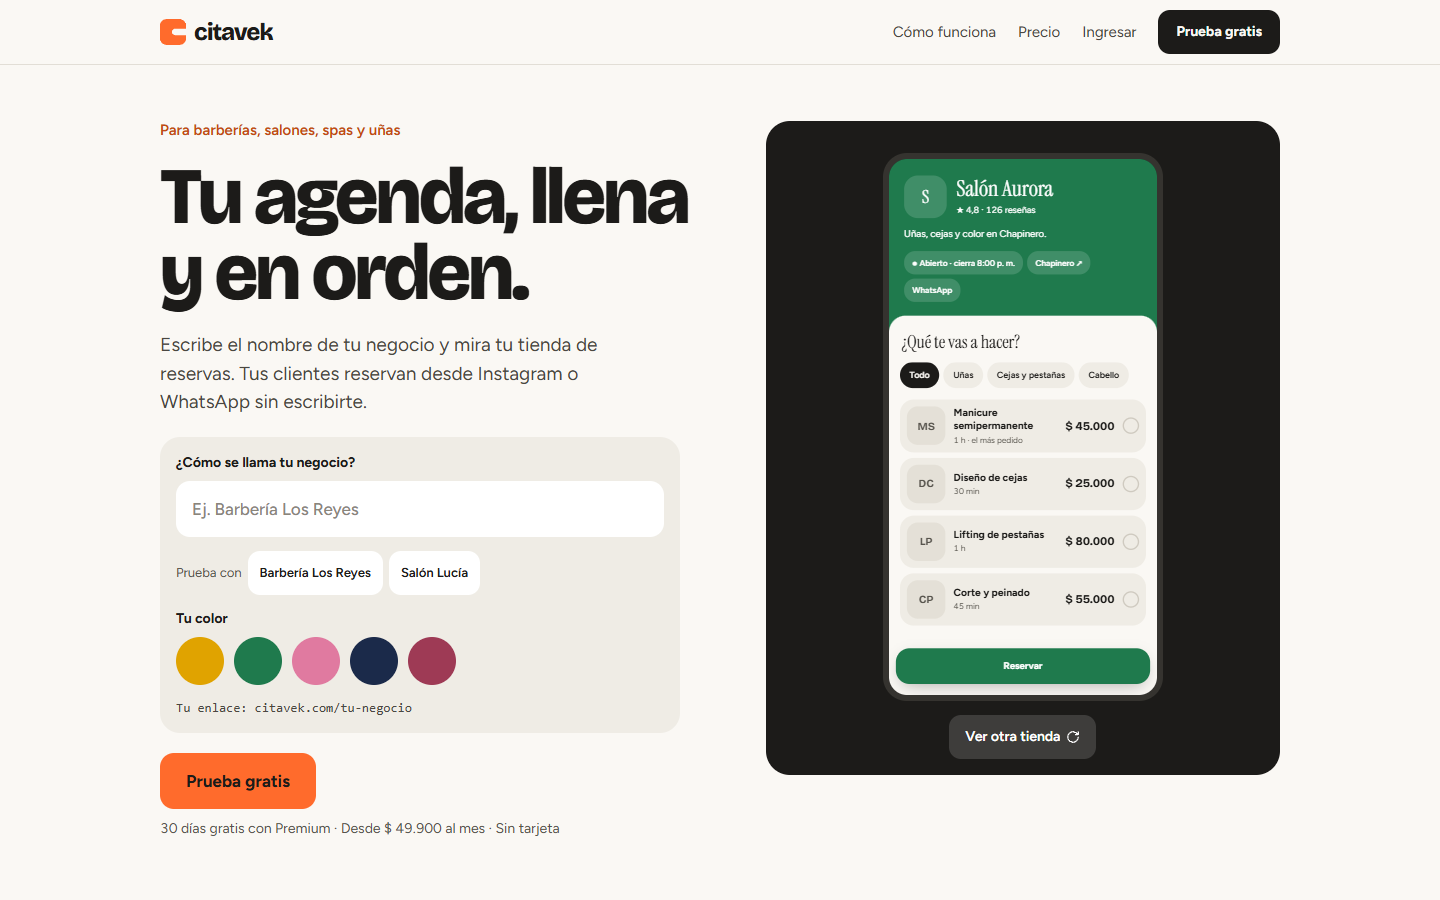 citavek
Cómo funciona
Precio
Ingresar
Prueba gratis
Para barberías, salones, spas y uñas
Tu agenda, llena
y en orden.
Escribe el nombre de tu negocio y mira tu tienda de
reservas. Tus clientes reservan desde Instagram o
WhatsApp sin escribirte.
¿Cómo se llama tu negocio?
Ej. Barbería Los Reyes
Prueba con
Barbería Los Reyes
Salón Lucía
Tu color
Tu enlace: citavek.com/tu-negocio
Prueba gratis
30 días gratis con Premium · Desde $ 49.900 al mes · Sin tarjeta
S
Salón Aurora
★ 4,8 · 126 reseñas
Uñas, cejas y color en Chapinero.
● Abierto · cierra 8:00 p. m.
Chapinero ↗
WhatsApp
¿Qué te vas a hacer?
Todo
Uñas
Cejas y pestañas
Cabello
MS
Manicure
semipermanente
1 h · el más pedido
$ 45.000
DC
Diseño de cejas
30 min
$ 25.000
LP
Lifting de pestañas
1 h
$ 80.000
CP
Corte y peinado
45 min
$ 55.000
Reservar
Ver otra tienda